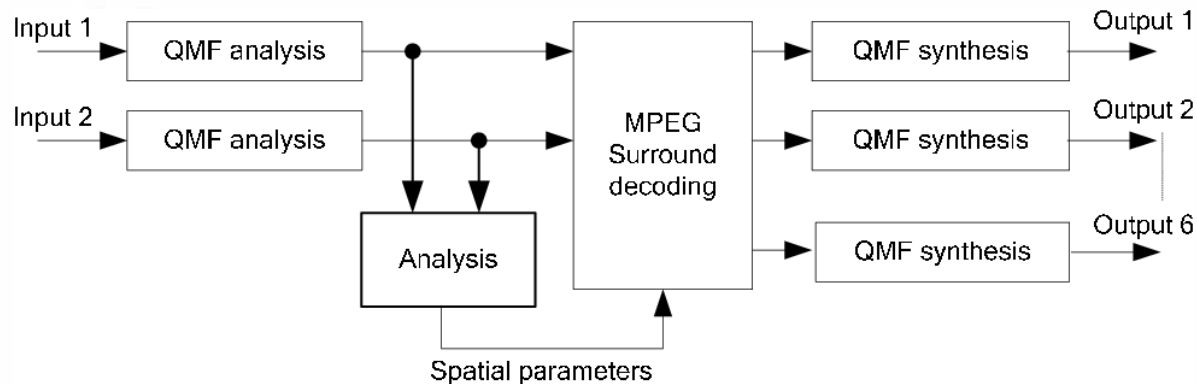 Input 1
QMF analysis
QMF synthesis
Output 1
Input 2
QMF analysis
MPEG
Surround
decoding
QMF synthesis
Output 2
Analysis
QMF synthesis
Output 6
Spatial parameters